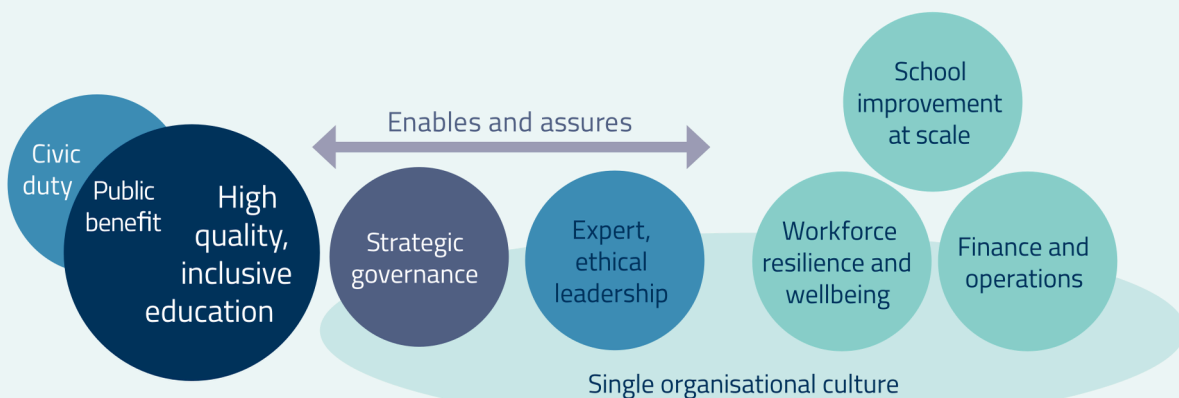 Civic
duty
Public
benefit
High
quality,
inclusive
education
Enables and assures
Strategic
governance
Expert,
ethical
leadership
School
improvement
at scale
Workforce
resilience and
wellbeing
Finance and
operations
Single organisational culture